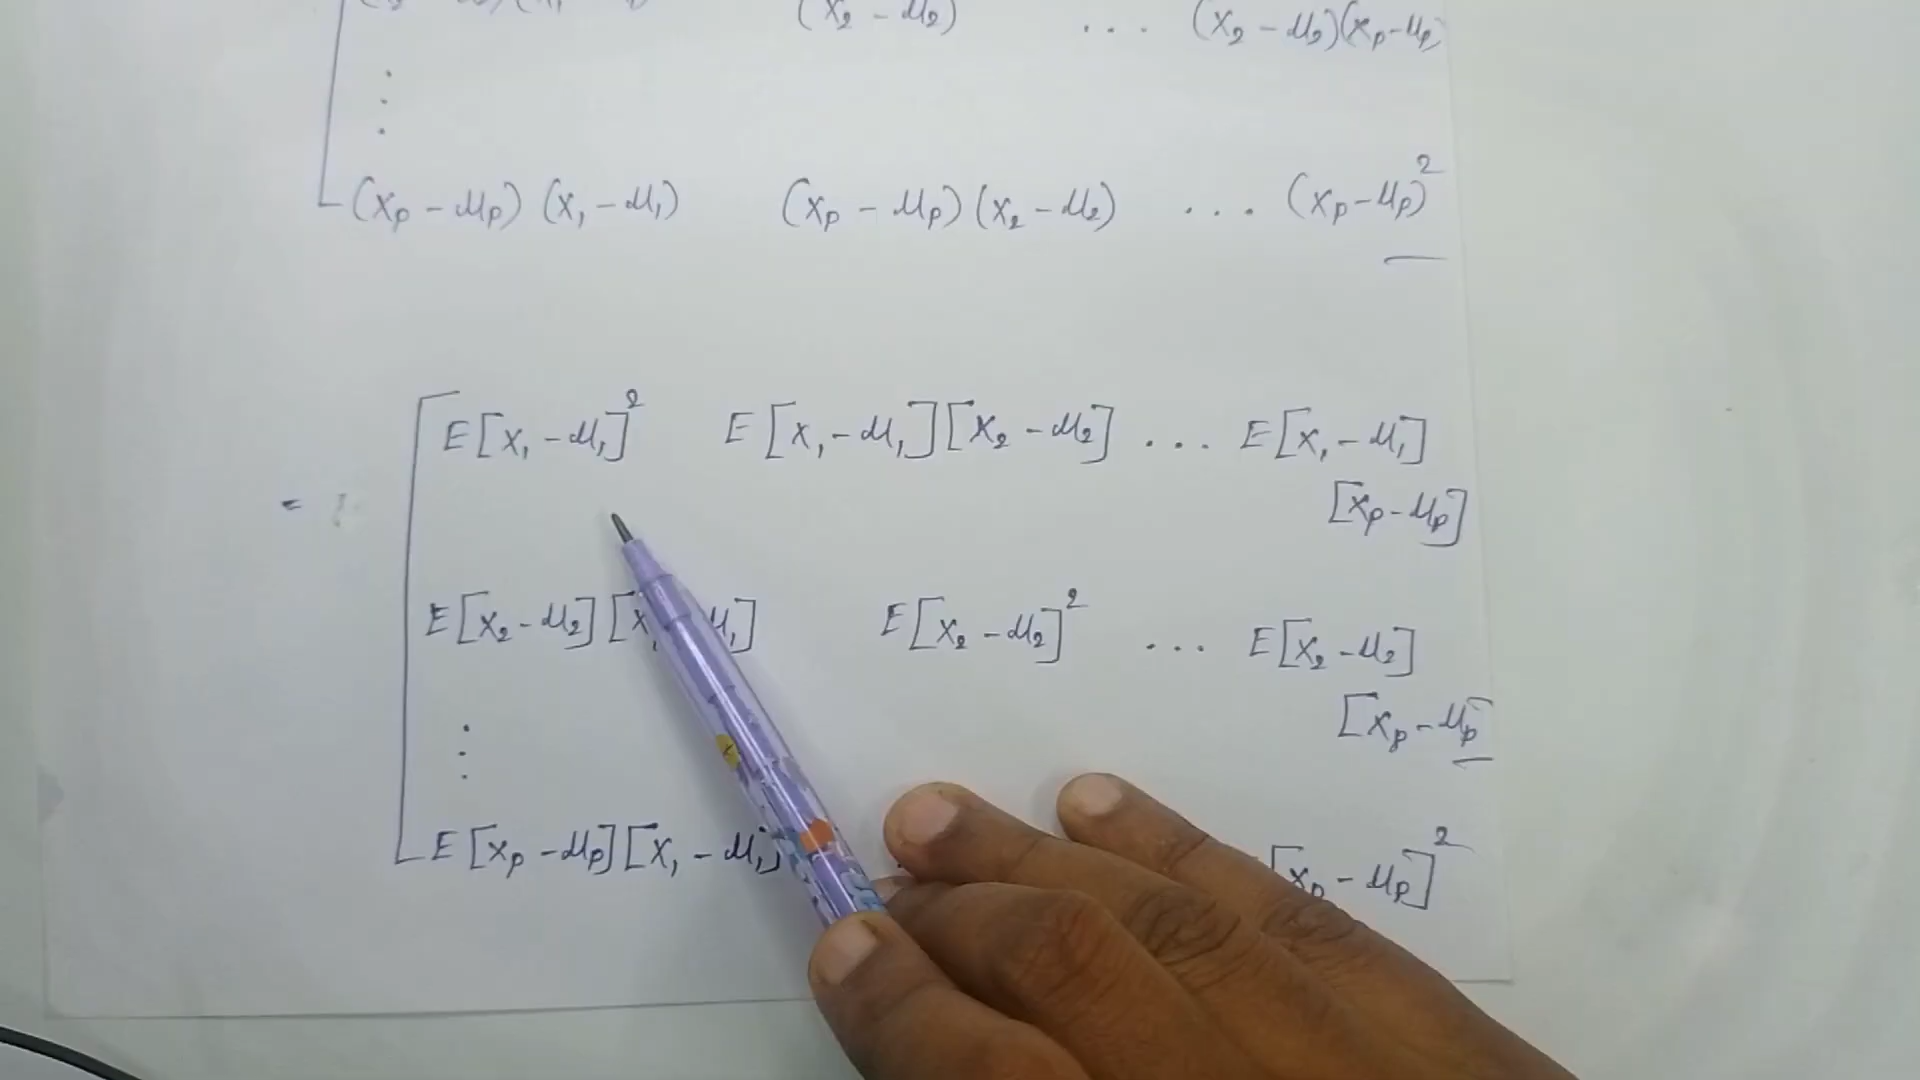 (x₂ - μ₂) ... (x₂ - μ₂)(xₚ - μₚ)
⋮
(xₚ - μₚ) (x₁ - μ₁) (xₚ - μₚ)(x₂ - μ₂) ... (xₚ - μₚ)²
E[x₁ - μ₁]² E[x₁ - μ₁][x₂ - μ₂] ... E[x₁ - μ₁]
[xₚ - μₚ]
=
E[x₂ - μ₂][x₁ μ₁] E[x₂ - μ₂]² ... E[x₂ - μ₂]
[xₚ - μₚ
⋮
E[xₚ - μₚ][x₁ - μ₁] [xₚ - μₚ]²